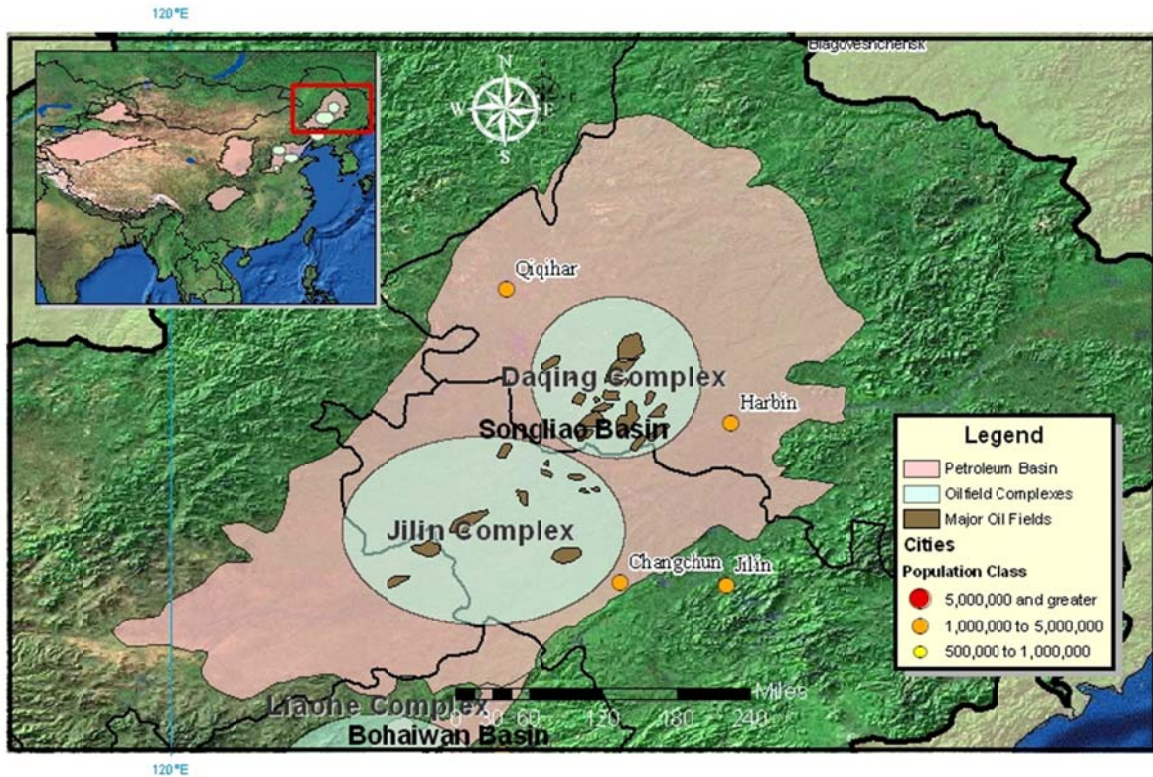 120°E
Blagoveshchensk
N
W E
S
Qiqihar
Daqing Complex
Harbin
Songliao Basin
Jilin Complex
Changchun Jilin
Legend
Petroleum Basin
Oilfield Complexes
Major Oil Fields
Cities
Population Class
5,000,000 and greater
1,000,000 to 5,000,000
500,000 to 1,000,000
Liaohe Complex
Miles
0 30 60 120 180 240
Bohaiwan Basin
120°E